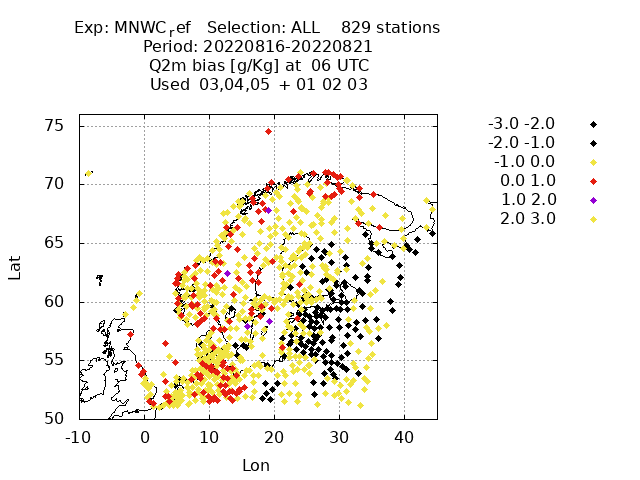 Exp: MNWC_ref Selection: ALL 829 stations
Period: 20220816-20220821
Q2m bias [g/Kg] at 06 UTC
Used 03,04,05 + 01 02 03
75
70
65
60
55
50
-10 0 10 20 30 40
Lat
Lon
-3.0 -2.0
-2.0 -1.0
-1.0 0.0
0.0 1.0
1.0 2.0
2.0 3.0